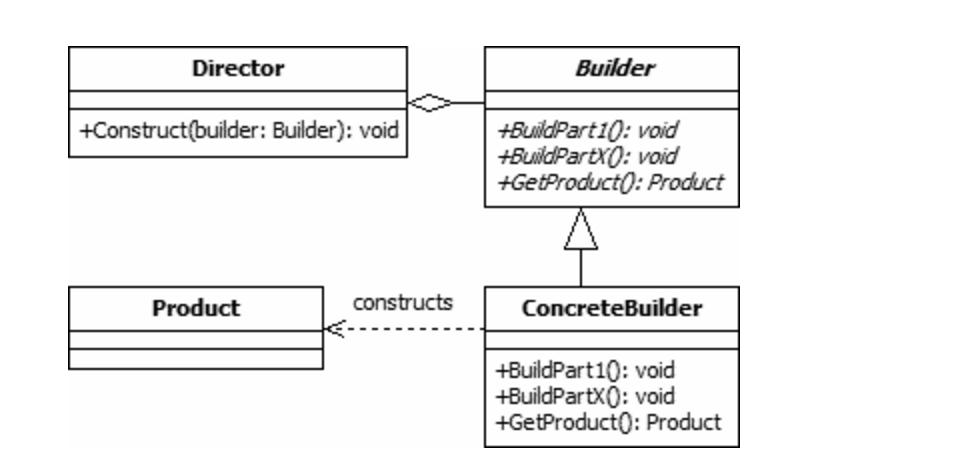 Director
+Construct(builder: Builder): void
Builder
+BuildPart1(): void
+BuildPartX(): void
+GetProduct(): Product
Product
constructs
ConcreteBuilder
+BuildPart1(): void
+BuildPartX(): void
+GetProduct(): Product